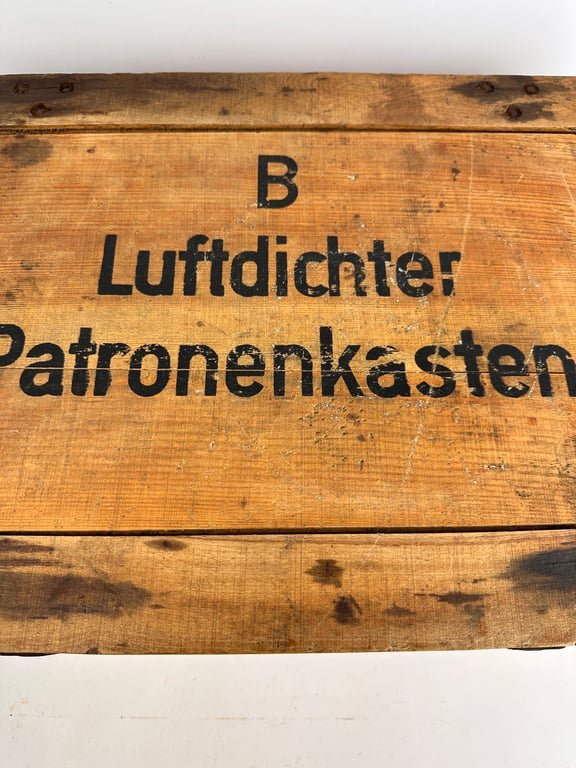 B
Luftdichter
Patronenkasten